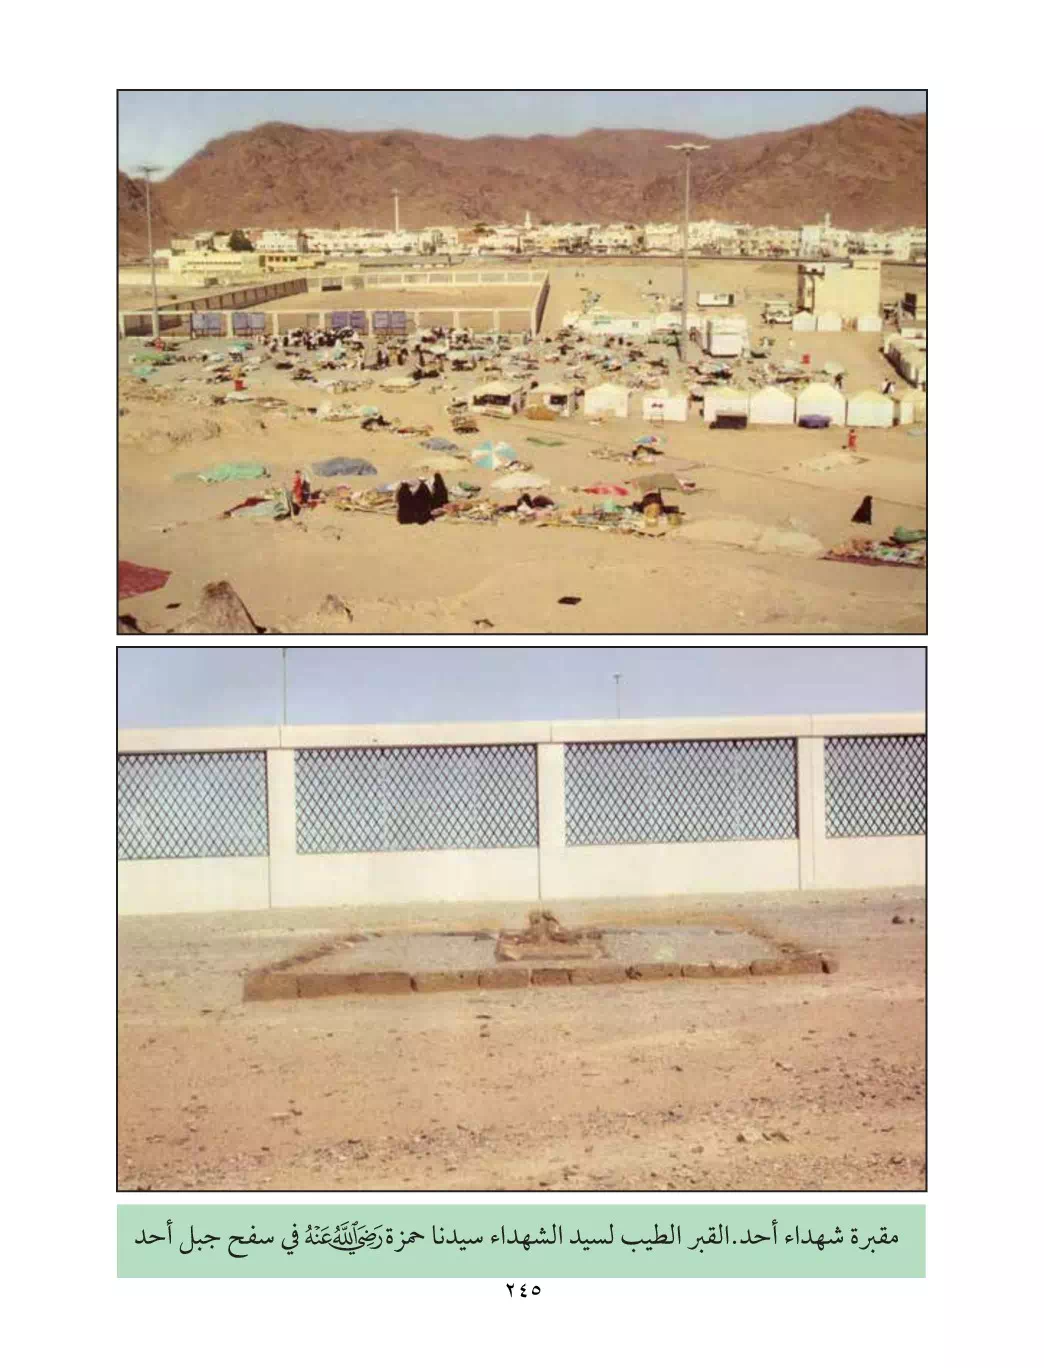 مقبرة شهداء أحد.القبر الطيب لسيد الشهداء سيدنا حمزة رَضِيَ اللَّهُ عَنْهُ في سفح جبل أحد
٢٤٥